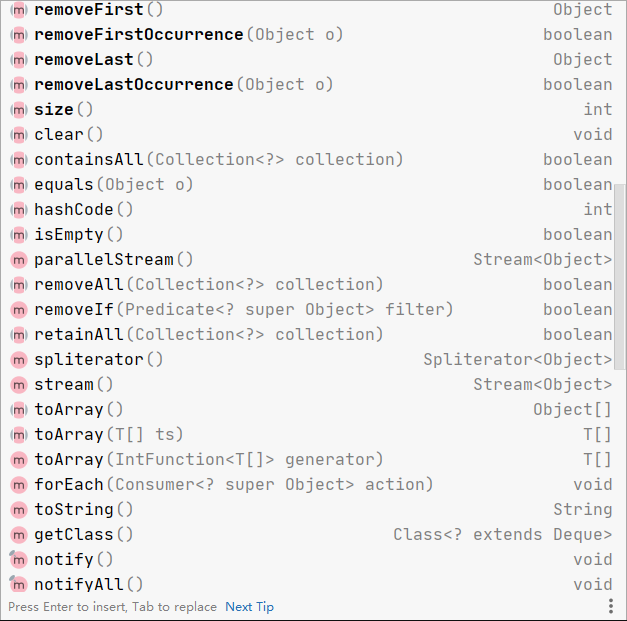 m removeFirst() Object
m removeFirstOccurrence(Object o) boolean
m removeLast() Object
m removeLastOccurrence(Object o) boolean
m size() int
m clear() void
m containsAll(Collection<?> collection) boolean
m equals(Object o) boolean
m hashCode() int
m isEmpty() boolean
m parallelStream() Stream<Object>
m removeAll(Collection<?> collection) boolean
m removeIf(Predicate<? super Object> filter) boolean
m retainAll(Collection<?> collection) boolean
m spliterator() Spliterator<Object>
m stream() Stream<Object>
m toArray() Object[]
m toArray(T[] ts) T[]
m toArray(IntFunction<T[]> generator) T[]
m forEach(Consumer<? super Object> action) void
m toString() String
m getClass() Class<? extends Deque>
m notify() void
m notifyAll() void
Press Enter to insert, Tab to replace Next Tip